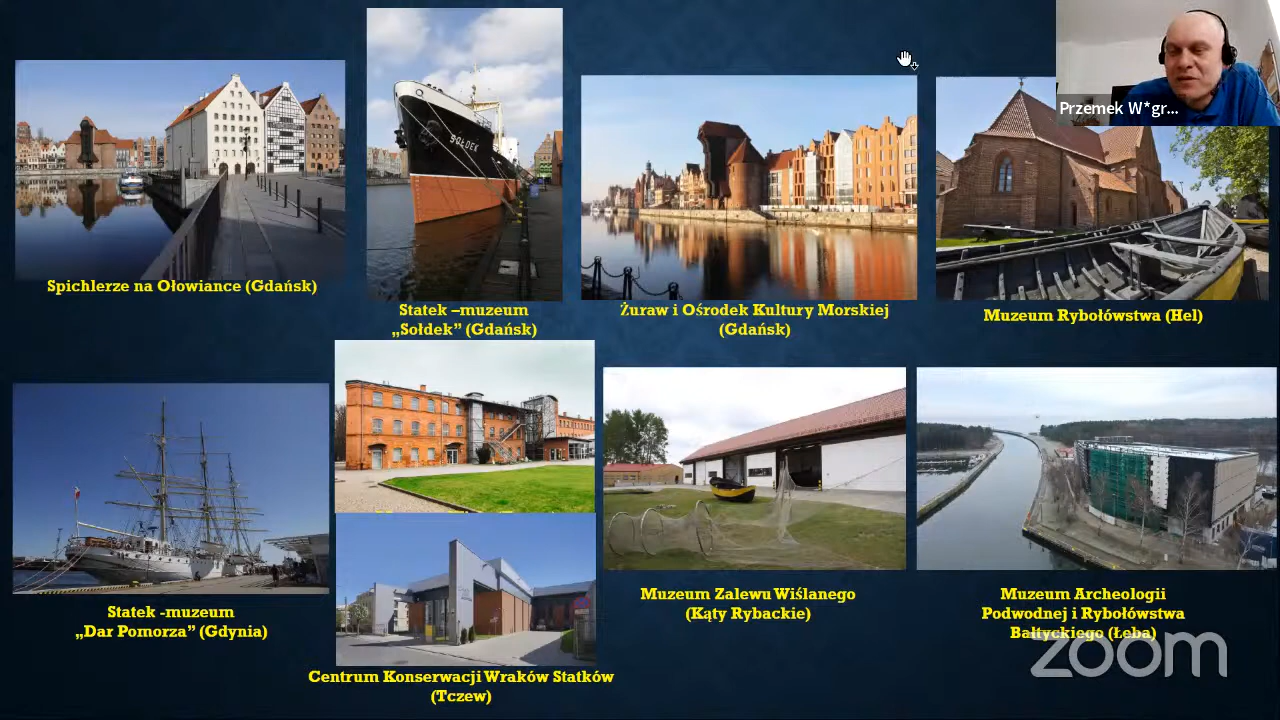 Przemek W*gr...
Spichlerze na Ołowiance (Gdańsk)
SOŁDEK
Statek –muzeum
„Sołdek” (Gdańsk)
Żuraw i Ośrodek Kultury Morskiej
(Gdańsk)
Muzeum Rybołówstwa (Hel)
Statek -muzeum
„Dar Pomorza” (Gdynia)
Centrum Konserwacji Wraków Statków
(Tczew)
Muzeum Zalewu Wiślanego
(Kąty Rybackie)
Muzeum Archeologii
Podwodnej i Rybołówstwa
Bałtyckiego (Łeba)
zoom